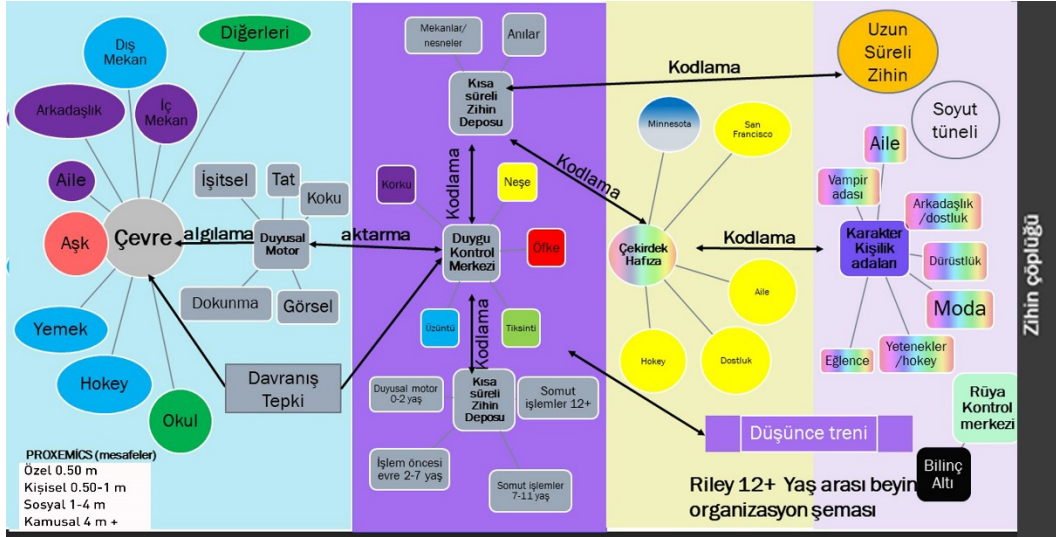 Dış
Mekan
Diğerleri
Arkadaşlık
İç
Mekan
Aile
Aşk
Çevre
Yemek
Hokey
Okul
İşitsel
Tat
Koku
algılama
Duyusal
Motor
aktarma
Dokunma
Görsel
Davranış
Tepki
PROXEMICS (mesafeler)
Özel 0.50 m
Kişisel 0.50-1 m
Sosyal 1-4 m
Kamusal 4 m +
Mekanlar/
nesneler
Anılar
Kısa
süreli
Zihin
Deposu
Kodlama
Korku
Neşe
Duygu
Kontrol
Merkezi
Öfke
Üzüntü
Tiksinti
Kodlama
Duyusal motor
0-2 yaş
Kısa
süreli
Zihin
Deposu
Somut
işlemler 12+
İşlem öncesi
evre 2-7 yaş
Somut işlemler
7-11 yaş
Kodlama
Kodlama
Minnesota
San
Francisco
Çekirdek
Hafıza
Aile
Hokey
Dostluk
Kodlama
Düşünce treni
Riley 12+ Yaş arası beyin
organizasyon şeması
Uzun
Süreli
Zihin
Soyut
tüneli
Aile
Vampir
adası
Arkadaşlık
/dostluk
Karakter
Kişilik
adaları
Dürüstlük
Moda
Eğlence
Yetenekler
/hokey
Rüya
Kontrol
merkezi
Bilinç
Altı
Zihin çöplüğü